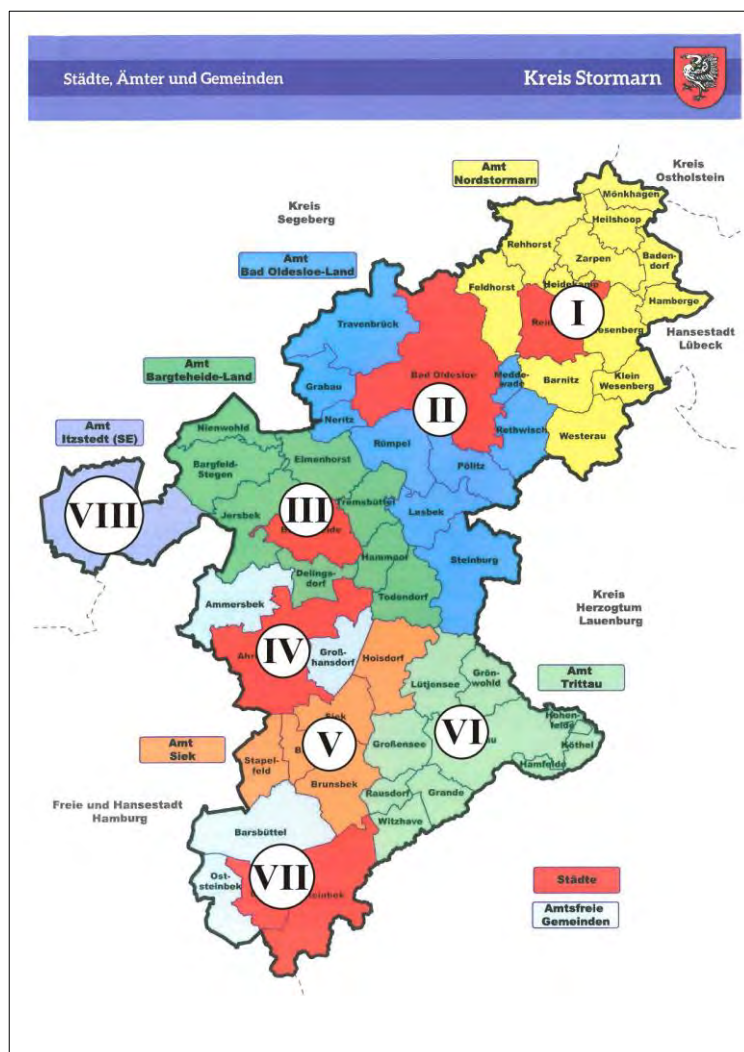 Städte, Ämter und Gemeinden
Kreis Stormarn
Amt
Nordstormarn
Kreis
Ostholstein
Mönkhagen
Kreis
Segeberg
Heilshoop
Rehhorst
Zarpen
Baden-
dorf
Amt
Bad Oldesloe-Land
Feldhorst
Heidekamp
Hamberge
Travenbrück
I
Hansestadt
Lübeck
Amt
Bargteheide-Land
Bad Oldesloe
Medde-
wade
Barnitz
Klein
Wesenberg
Grabau
II
Neritz
Rethwisch
Westerau
Amt
Itzstedt (SE)
Nienwohld
Rümpel
Elmenhorst
Pölitz
Bargfeld-
Stegen
VIII
III
Tremsbüttel
Jersbek
Lasbek
Hammoor
Steinburg
Delings-
dorf
Todendorf
Ammersbek
Kreis
Herzogtum
Lauenburg
IV
Groß-
hansdorf
Hoisdorf
Lütjensee
Grön-
wohld
Amt
Trittau
Siek
Hohen-
felde
Amt
Siek
V
Großensee
VI
Köthel
Stapel-
feld
Hamfelde
Brunsbek
Rausdorf
Grande
Freie und Hansestadt
Hamburg
Witzhave
Barsbüttel
Ost-
steinbek
VII
Städte
Amtsfreie
Gemeinden